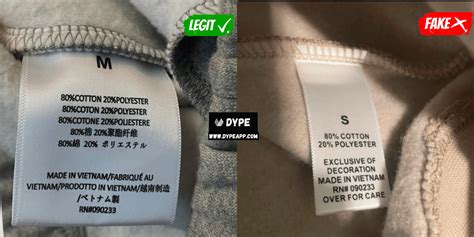 LEGIT
M
80%COTTON 20%POLYESTER
80%COTTON 20%POLYESTER
80%COTONE 20%POLYESTER
80%棉 20%聚酯纤维
80%綿 20% ポリエステル
MADE IN VIETNAM/FABRIQUÉ AU
VIETNAM/PRODOTTO IN VIETNAM/越南制造
/ベトナム製
RN#090233
DYPE
WWW.DYPEAPP.COM
FAKE
S
80% COTTON
20% POLYESTER
EXCLUSIVE OF
DECORATION
MADE IN VIETNAM
RN# 090233
OVER FOR CARE